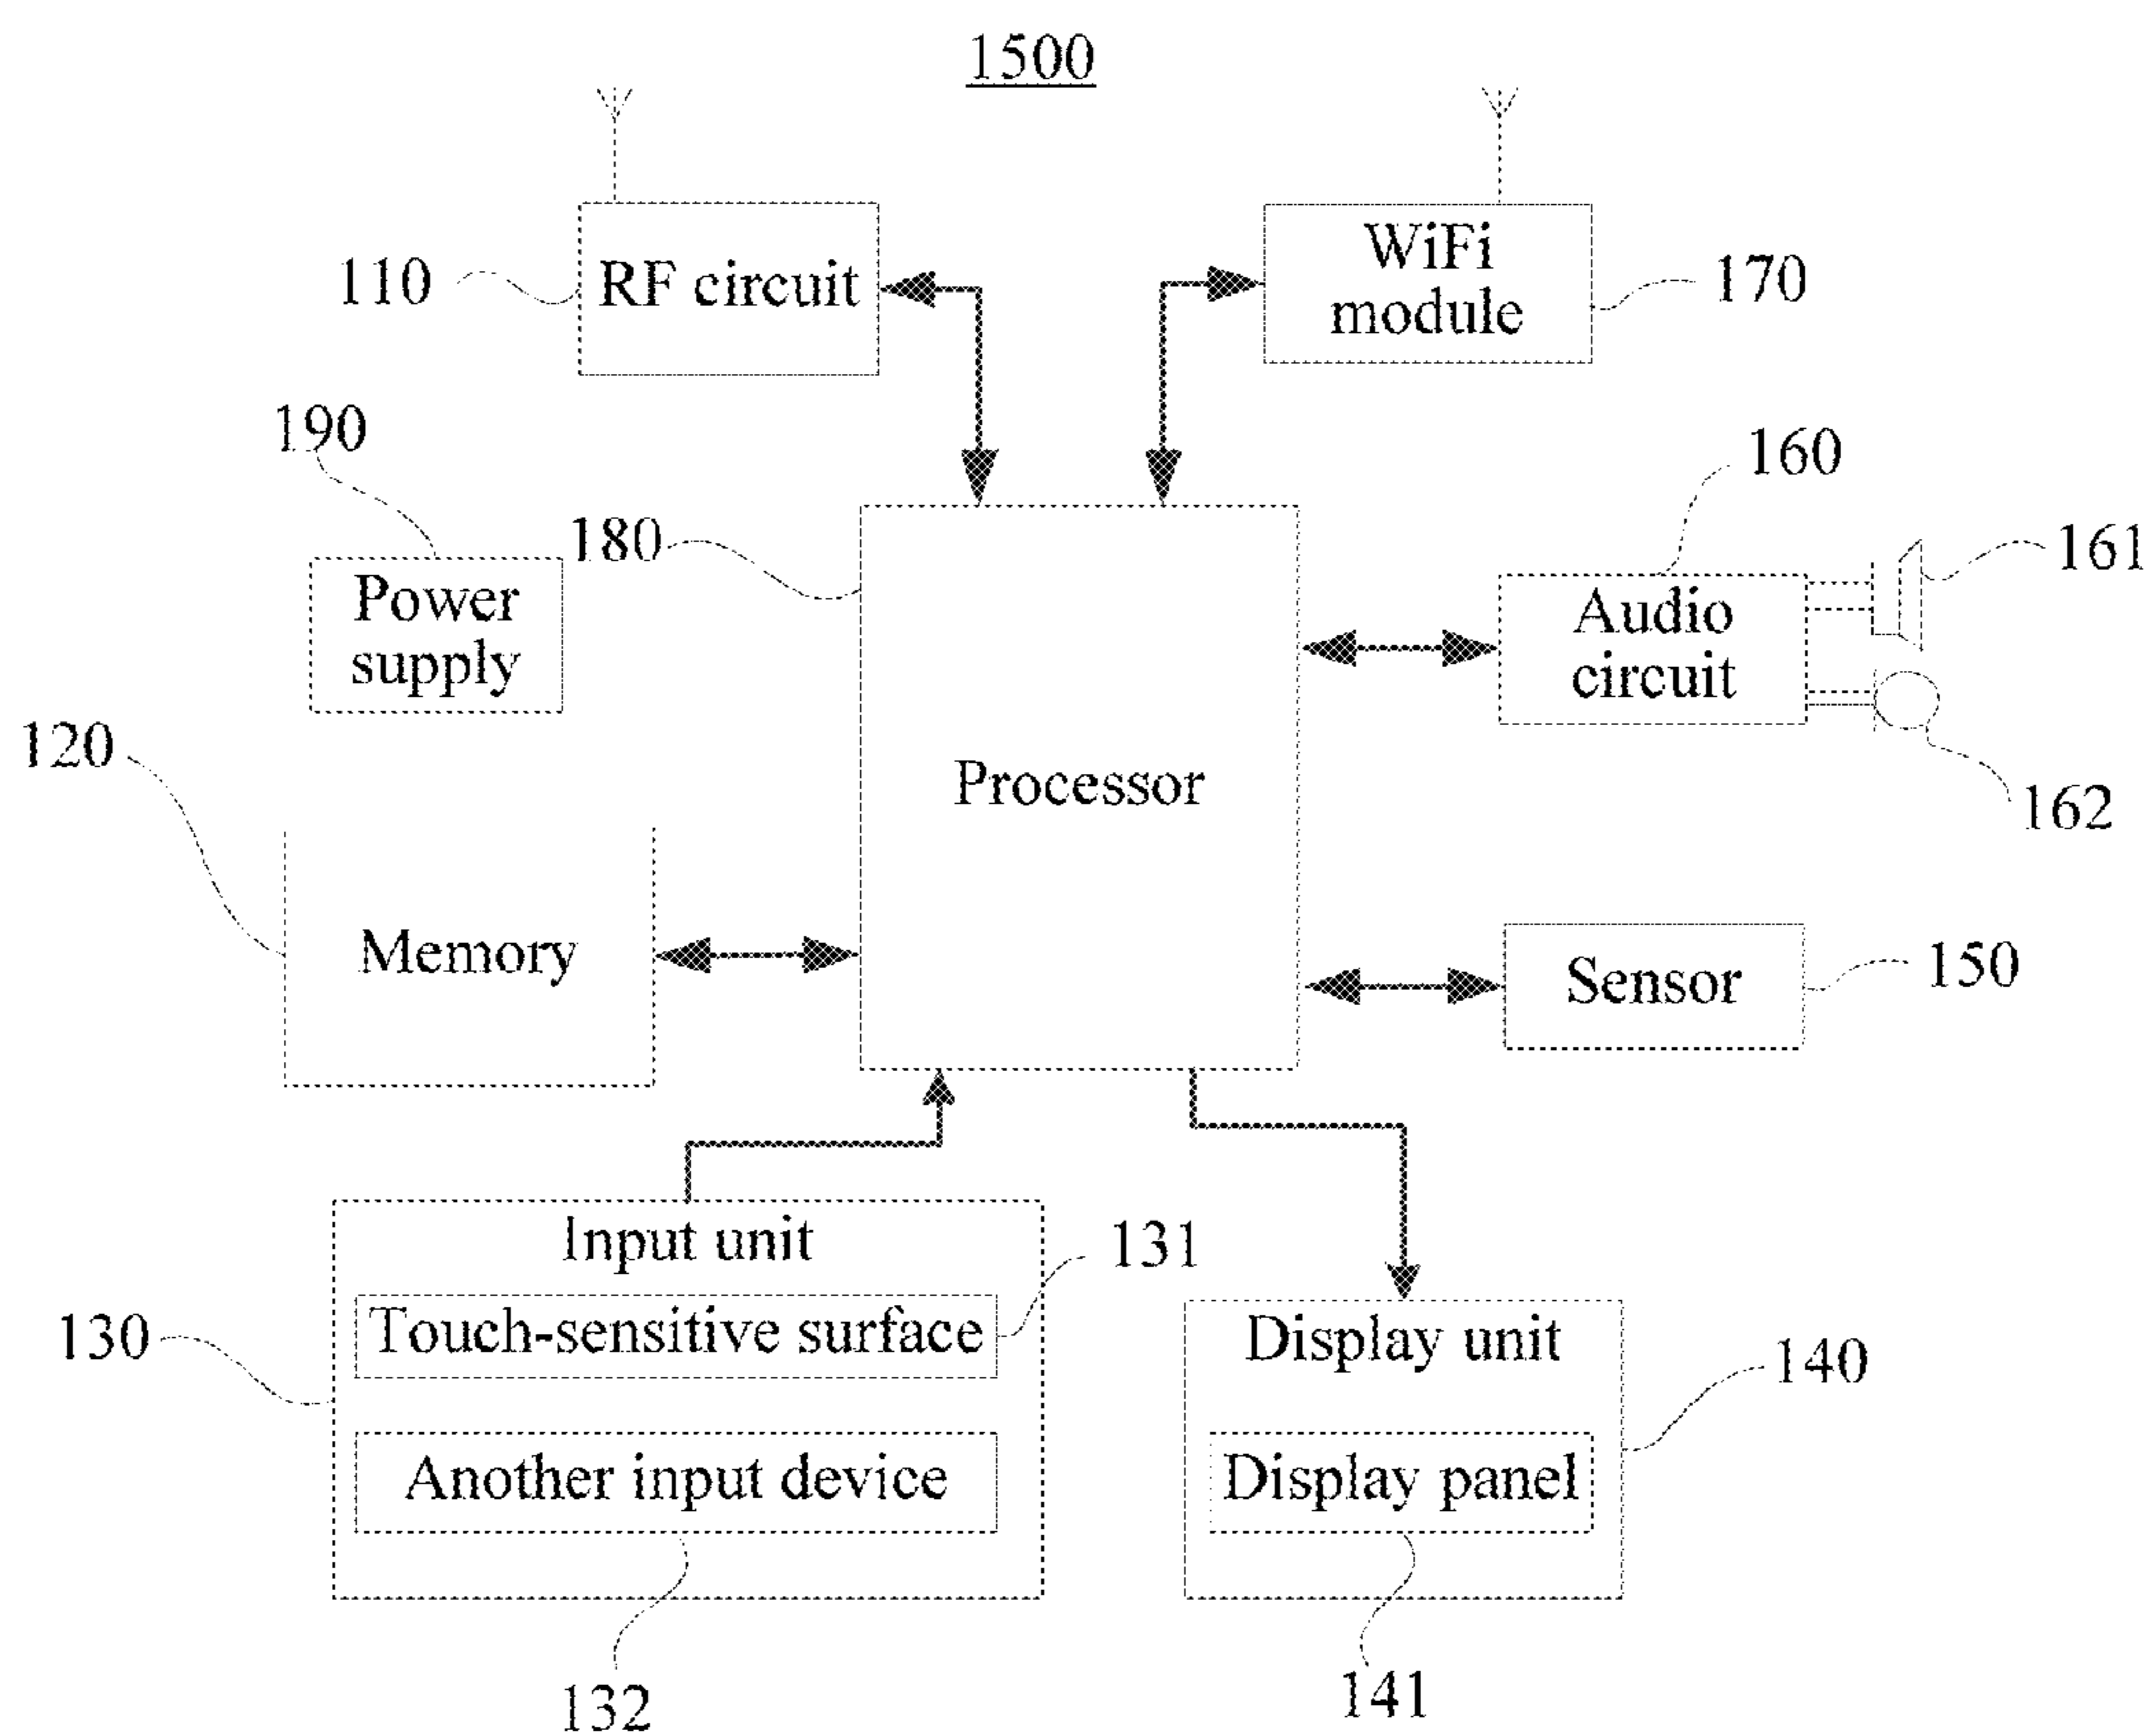 1500
110
RF circuit
WiFi
module
170
190
180
160
161
Power
supply
Audio
circuit
120
Processor
162
Memory
Sensor
150
Input unit
131
Touch-sensitive surface
130
Display unit
140
Another input device
Display panel
132
141